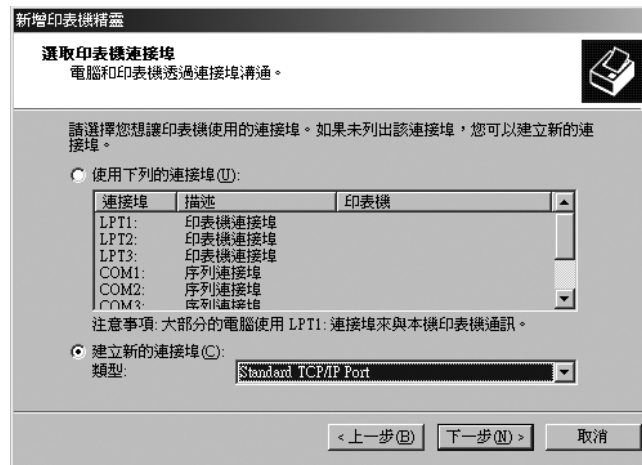 新增印表機精靈
選取印表機連接埠
電腦和印表機透過連接埠溝通。
請選擇您想讓印表機使用的連接埠。如果未列出該連接埠，您可以建立新的連
接埠。
使用下列的連接埠(U):
連接埠 描述 印表機
LPT1: 印表機連接埠
LPT2: 印表機連接埠
LPT3: 印表機連接埠
COM1: 序列連接埠
COM2: 序列連接埠
COM3: 序列連接埠
注意事項: 大部分的電腦使用 LPT1: 連接埠來與本機印表機通訊。
建立新的連接埠(C):
類型: Standard TCP/IP Port
<上一步(B) 下一步(N)> 取消